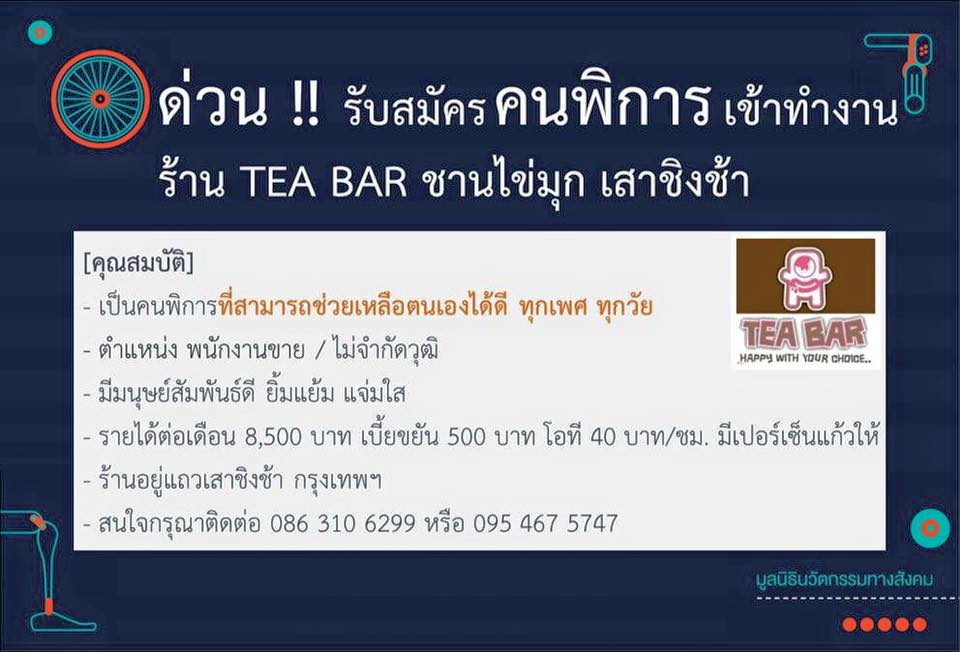 ด่วน !! รับสมัคร คนพิการ เข้าทำงาน
ร้าน TEA BAR ชานไข่มุก เสาชิงช้า
[คุณสมบัติ]
- เป็นคนพิการที่สามารถช่วยเหลือตนเองได้ดี ทุกเพศ ทุกวัย
- ตำแหน่ง พนักงานขาย / ไม่จำกัดวุฒิ
- มีมนุษย์สัมพันธ์ดี ยิ้มแย้ม แจ่มใส
- รายได้ต่อเดือน 8,500 บาท เบี้ยขยัน 500 บาท โอที 40 บาท/ชม. มีเปอร์เซ็นแก้วให้
- ร้านอยู่แถวเสาชิงช้า กรุงเทพฯ
- สนใจกรุณาติดต่อ 086 310 6299 หรือ 095 467 5747
TEA BAR
HAPPY WITH YOUR CHOICE..
มูลนิธินวัตกรรมทางสังคม